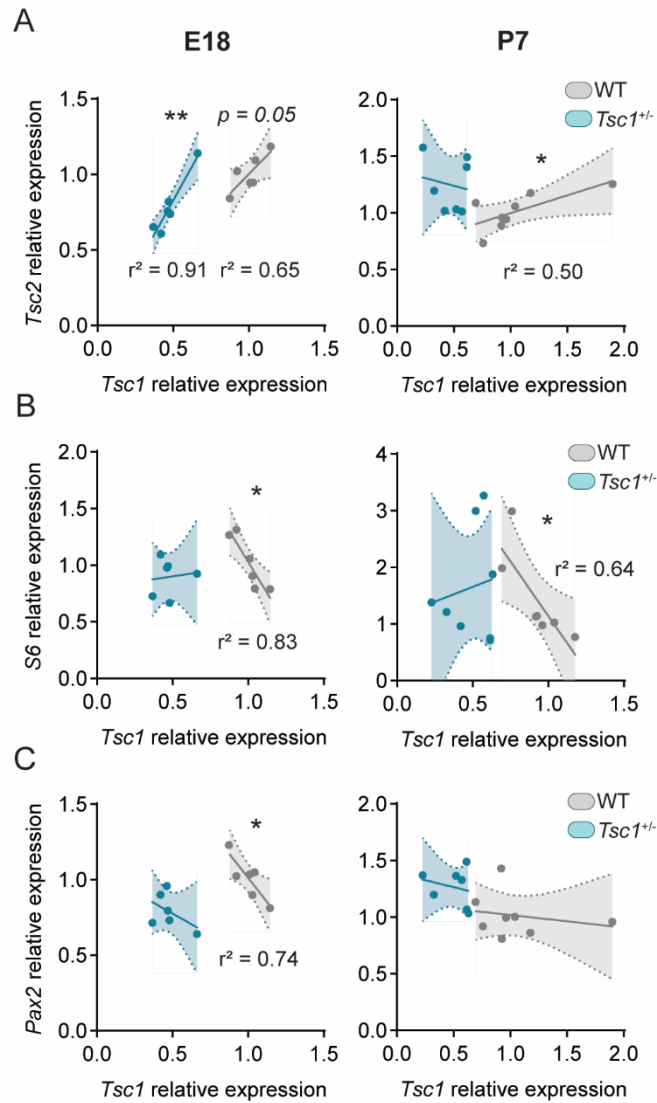 A
E18
P7
WT
Tsc1+/-
Tsc2 relative expression
1.5
1.0
0.5
0.0
**
p = 0.05
r² = 0.91
r² = 0.65
0.0 0.5 1.0 1.5
Tsc1 relative expression
2.0
1.5
1.0
0.5
0.0
*
r² = 0.50
0.0 0.5 1.0 1.5 2.0
Tsc1 relative expression
B
WT
Tsc1+/-
S6 relative expression
2.0
1.5
1.0
0.5
0.0
*
r² = 0.83
0.0 0.5 1.0 1.5
Tsc1 relative expression
4
3
2
1
0
*
r² = 0.64
0.0 0.5 1.0 1.5
Tsc1 relative expression
C
WT
Tsc1+/-
Pax2 relative expression
1.5
1.0
0.5
0.0
*
r² = 0.74
0.0 0.5 1.0 1.5
Tsc1 relative expression
2.0
1.5
1.0
0.5
0.0
0.0 0.5 1.0 1.5 2.0
Tsc1 relative expression